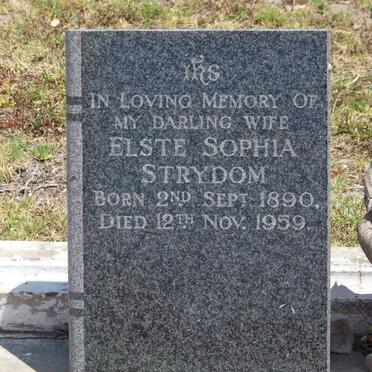 IHS
IN LOVING MEMORY OF
MY DARLING WIFE
ELSTE SOPHIA
STRYDOM
BORN 2ND SEPT. 1890.
DIED 12TH NOV. 1959.